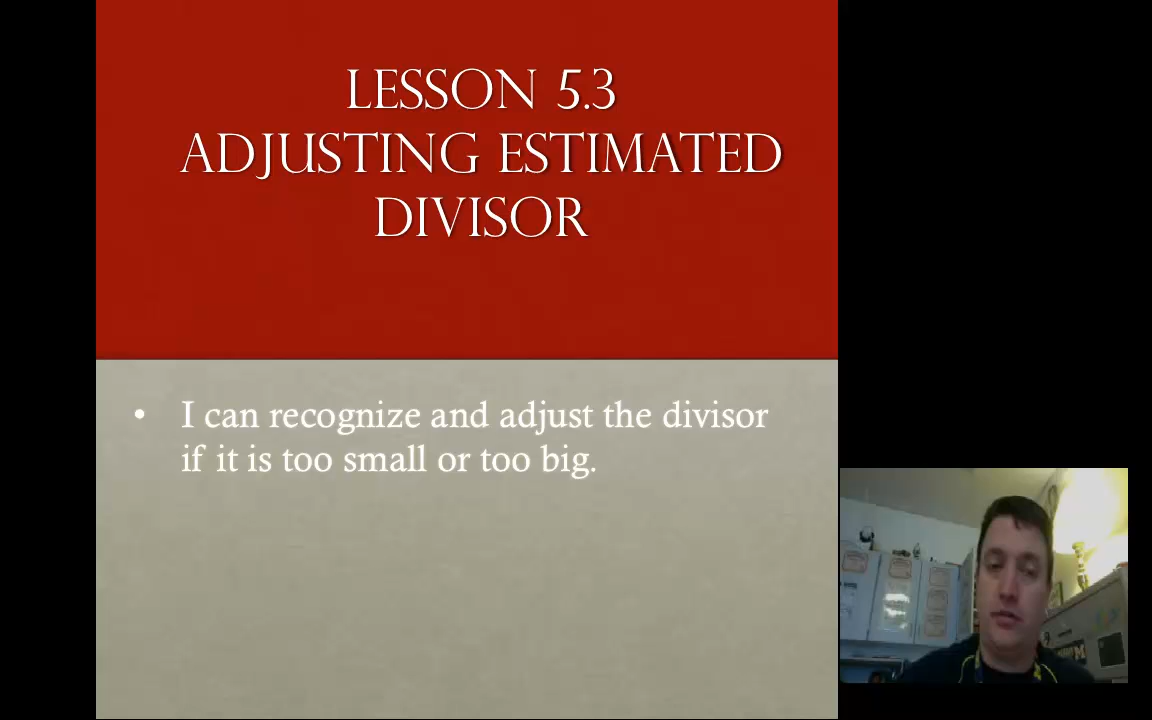 LESSON 5.3
ADJUSTING ESTIMATED
DIVISOR
• I can recognize and adjust the divisor
if it is too small or too big.
M